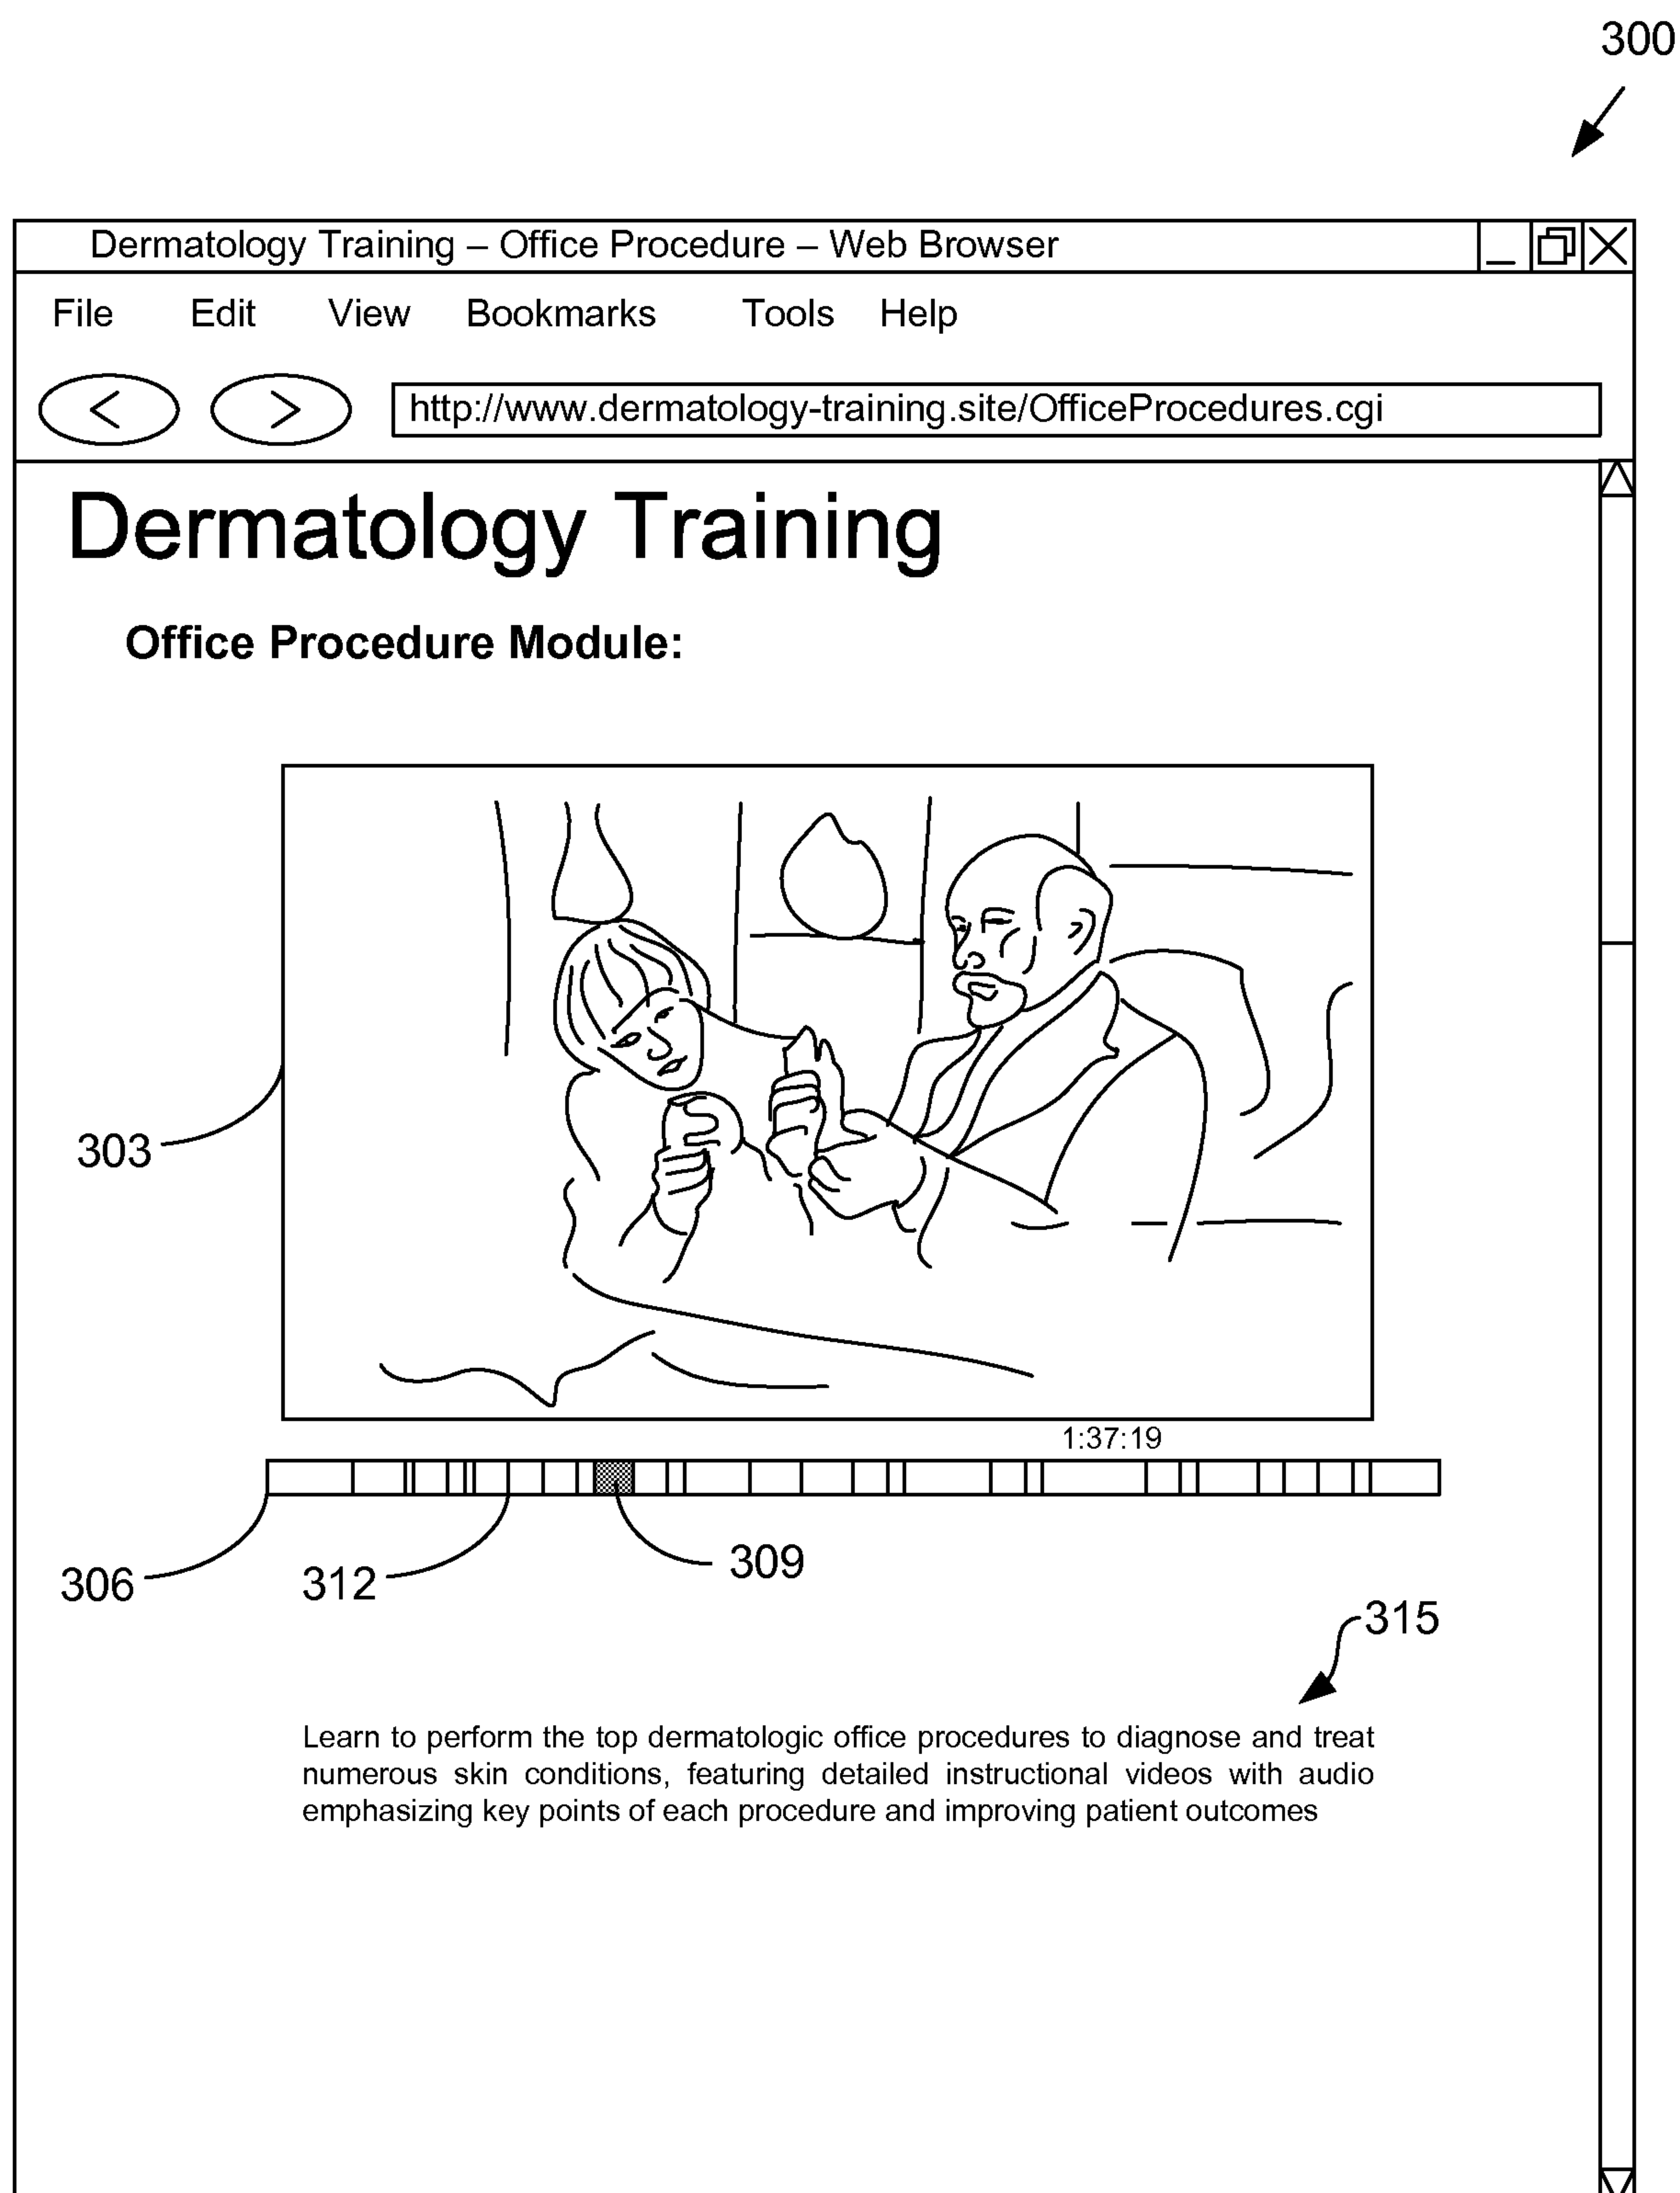 300
Dermatology Training – Office Procedure – Web Browser
File Edit View Bookmarks Tools Help
< > http://www.dermatology-training.site/OfficeProcedures.cgi
Dermatology Training
Office Procedure Module:
303
1:37:19
306 312 309
315
Learn to perform the top dermatologic office procedures to diagnose and treat
numerous skin conditions, featuring detailed instructional videos with audio
emphasizing key points of each procedure and improving patient outcomes